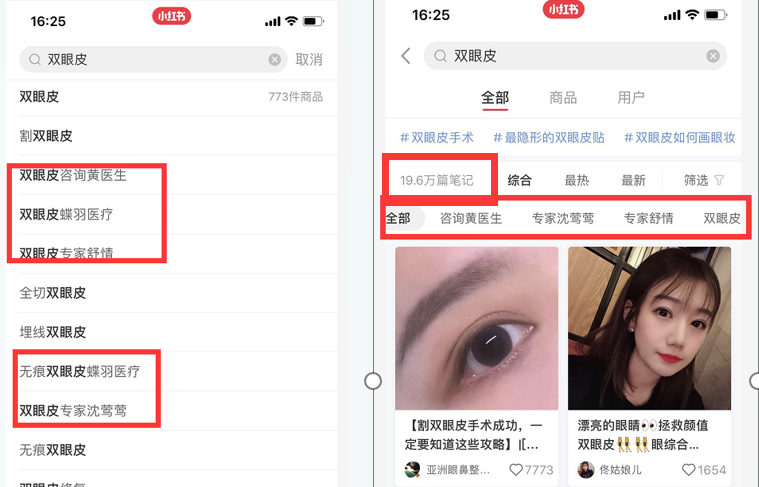 16:25
小红书
双眼皮
取消
双眼皮
773件商品
割双眼皮
双眼皮咨询黄医生
双眼皮蝶羽医疗
双眼皮专家舒情
全切双眼皮
埋线双眼皮
无痕双眼皮蝶羽医疗
双眼皮专家沈莺莺
无痕双眼皮
双眼皮修复
16:25
小红书
双眼皮
全部
商品
用户
#双眼皮手术
#最隐形的双眼皮贴
#双眼皮如何画眼妆
19.6万篇笔记
综合
最热
最新
筛选
全部
咨询黄医生
专家沈莺莺
专家舒情
双眼皮
【割双眼皮手术成功，一
定要知道这些攻略】|[...
亚洲眼鼻整...
7773
漂亮的眼睛👀拯救颜值
双眼皮👯👯眼综合...
佟姑娘儿
1654